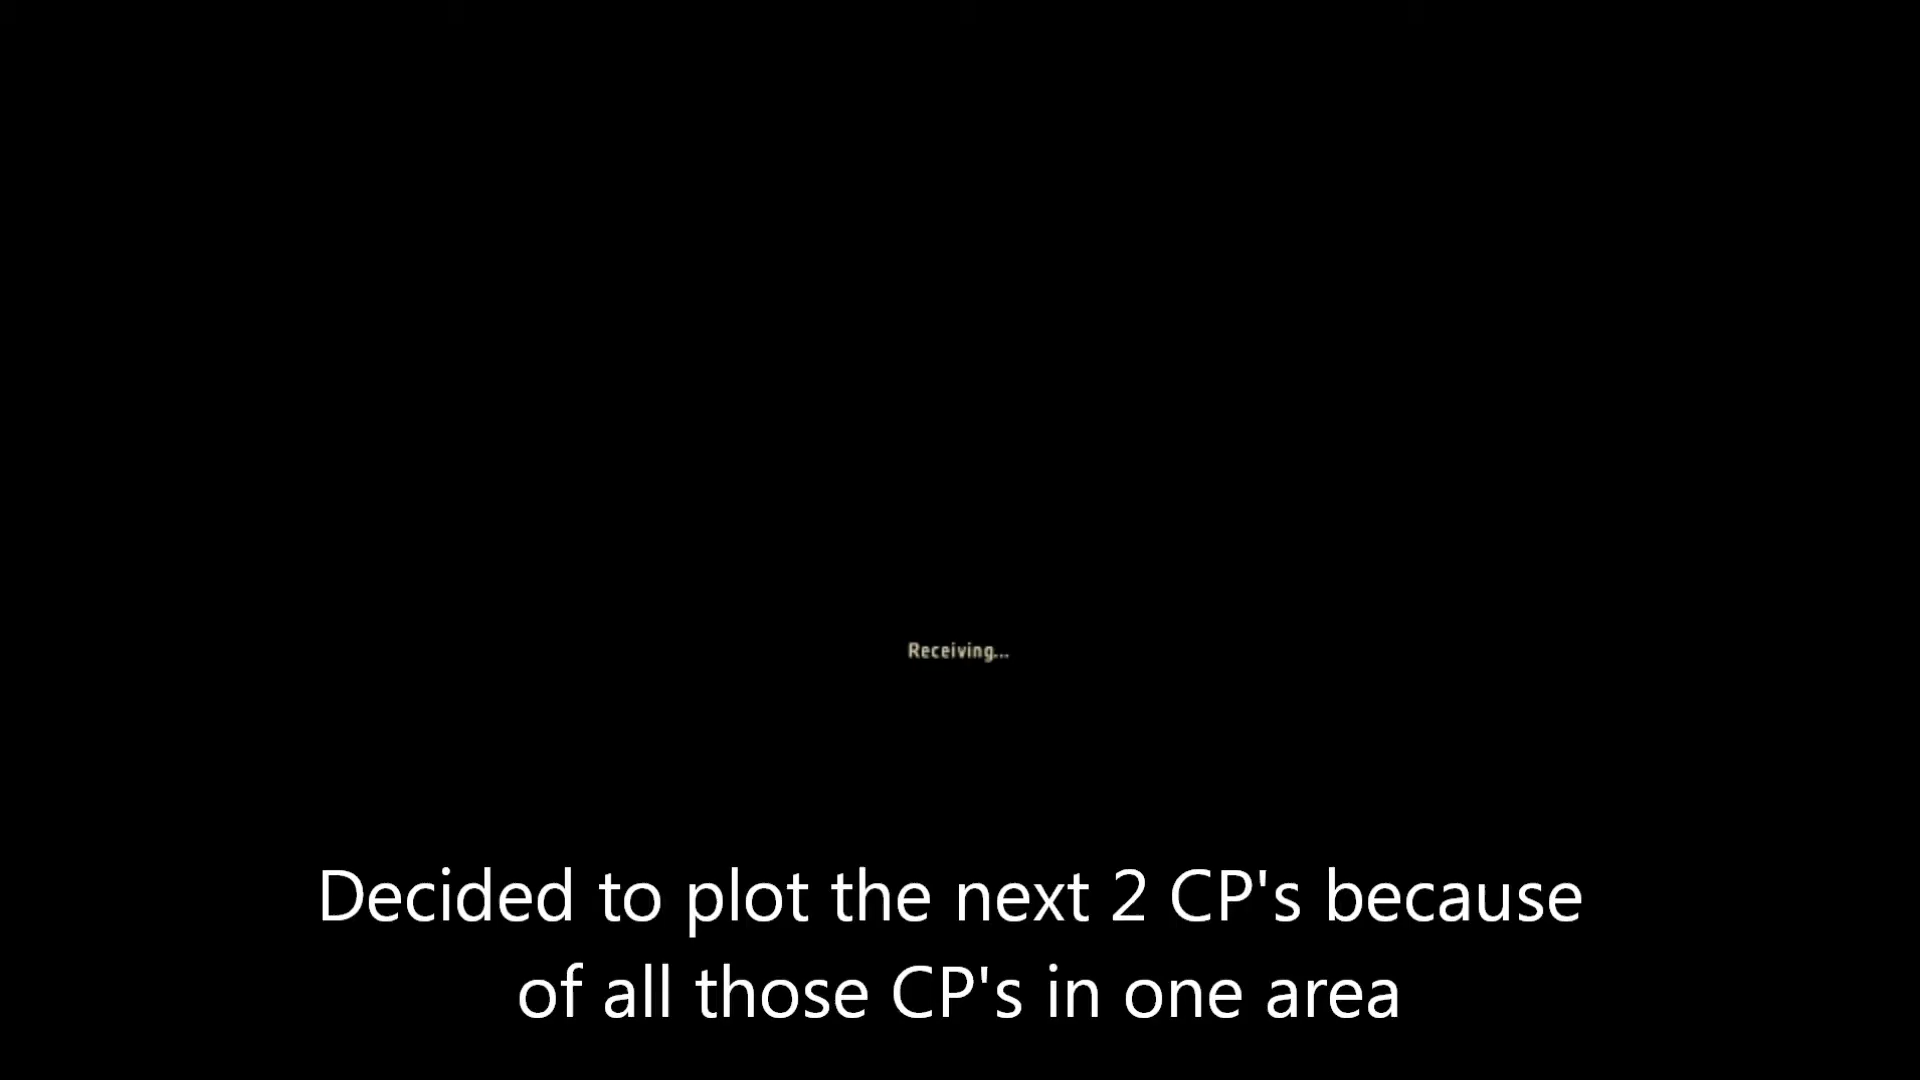 Receiving...
Decided to plot the next 2 CP's because
of all those CP's in one area